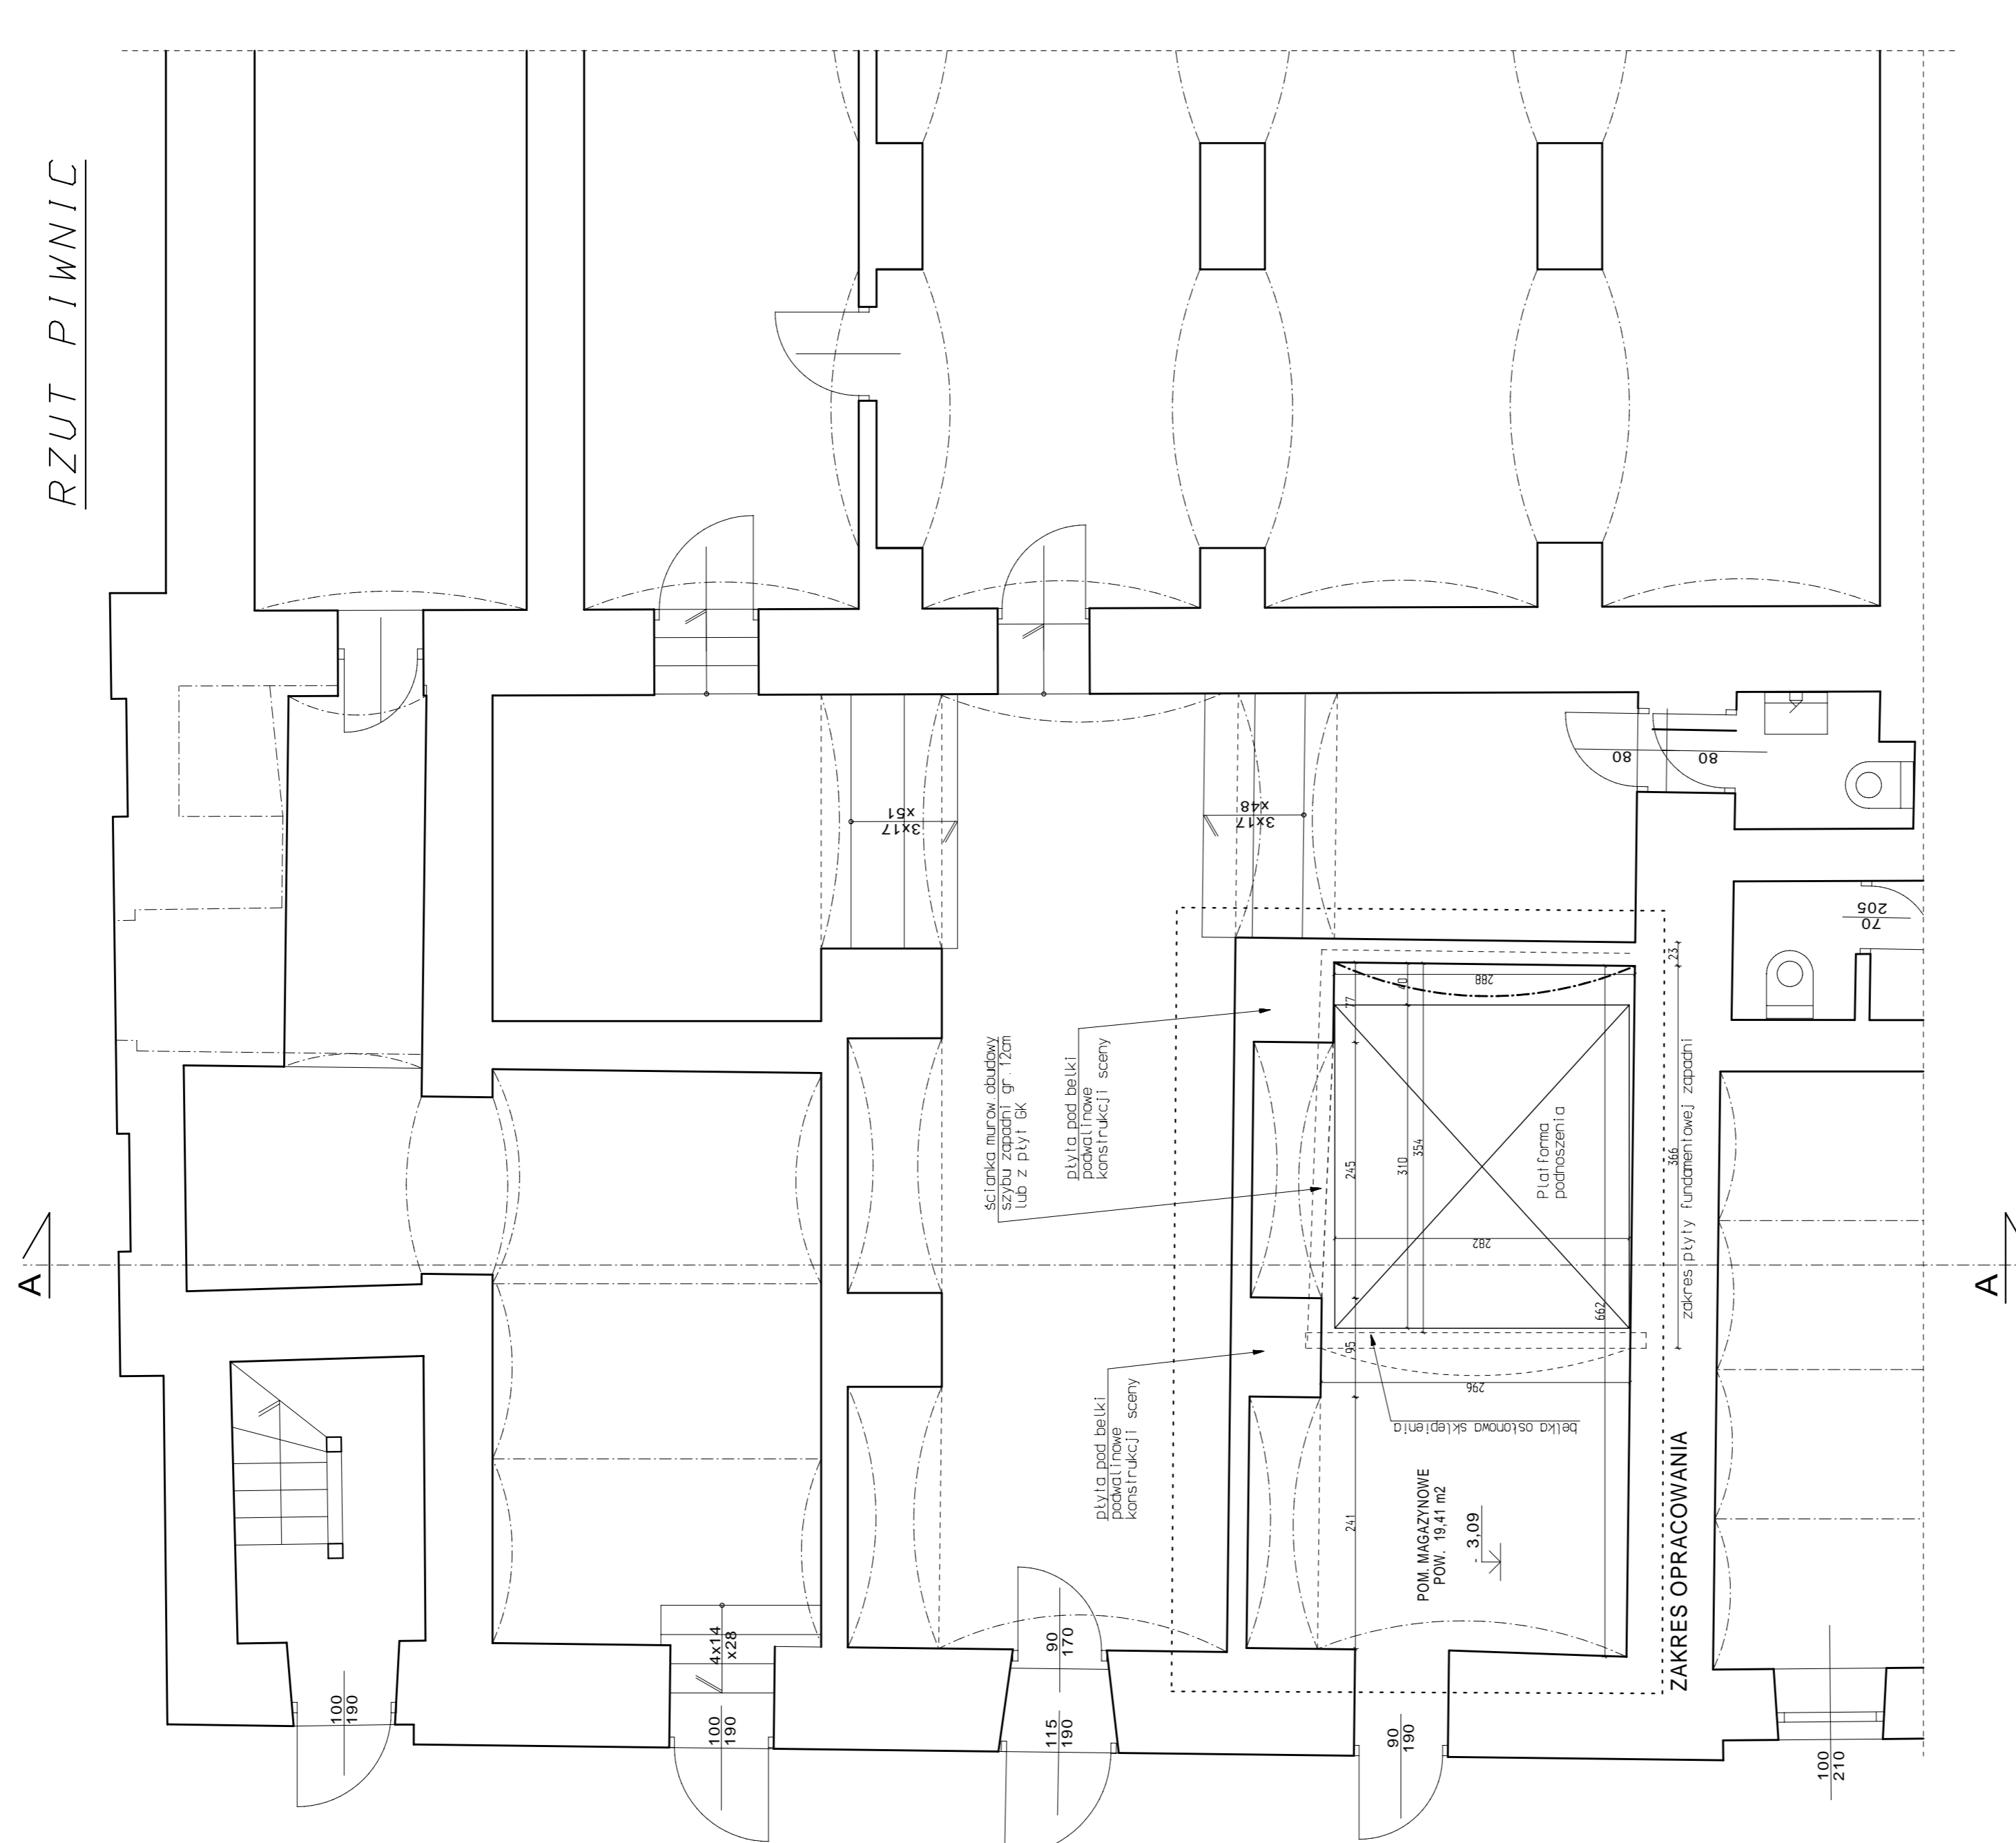 RZUT PIWNIC
80
80
3x17
x51
3x17
x48
70
205
23
288
40
77
ścianka murow. obudowy
szybu zapadni gr. 12cm
lub z płyt GK
płyta pod belki
podwalinowe
konstrukcji sceny
245
310
354
Platforma
podnoszenia
366
zakres płyty fundamentowej zapadni
282
A
A
662
95
296
płyta pod belki
podwalinowe
konstrukcji sceny
belka osłonowa sklepienia
241
POM. MAGAZYNOWE
POW. 19,41 m2
- 3,09
ZAKRES OPRACOWANIA
4x14
x28
90
170
100
190
100
190
115
190
90
190
100
210